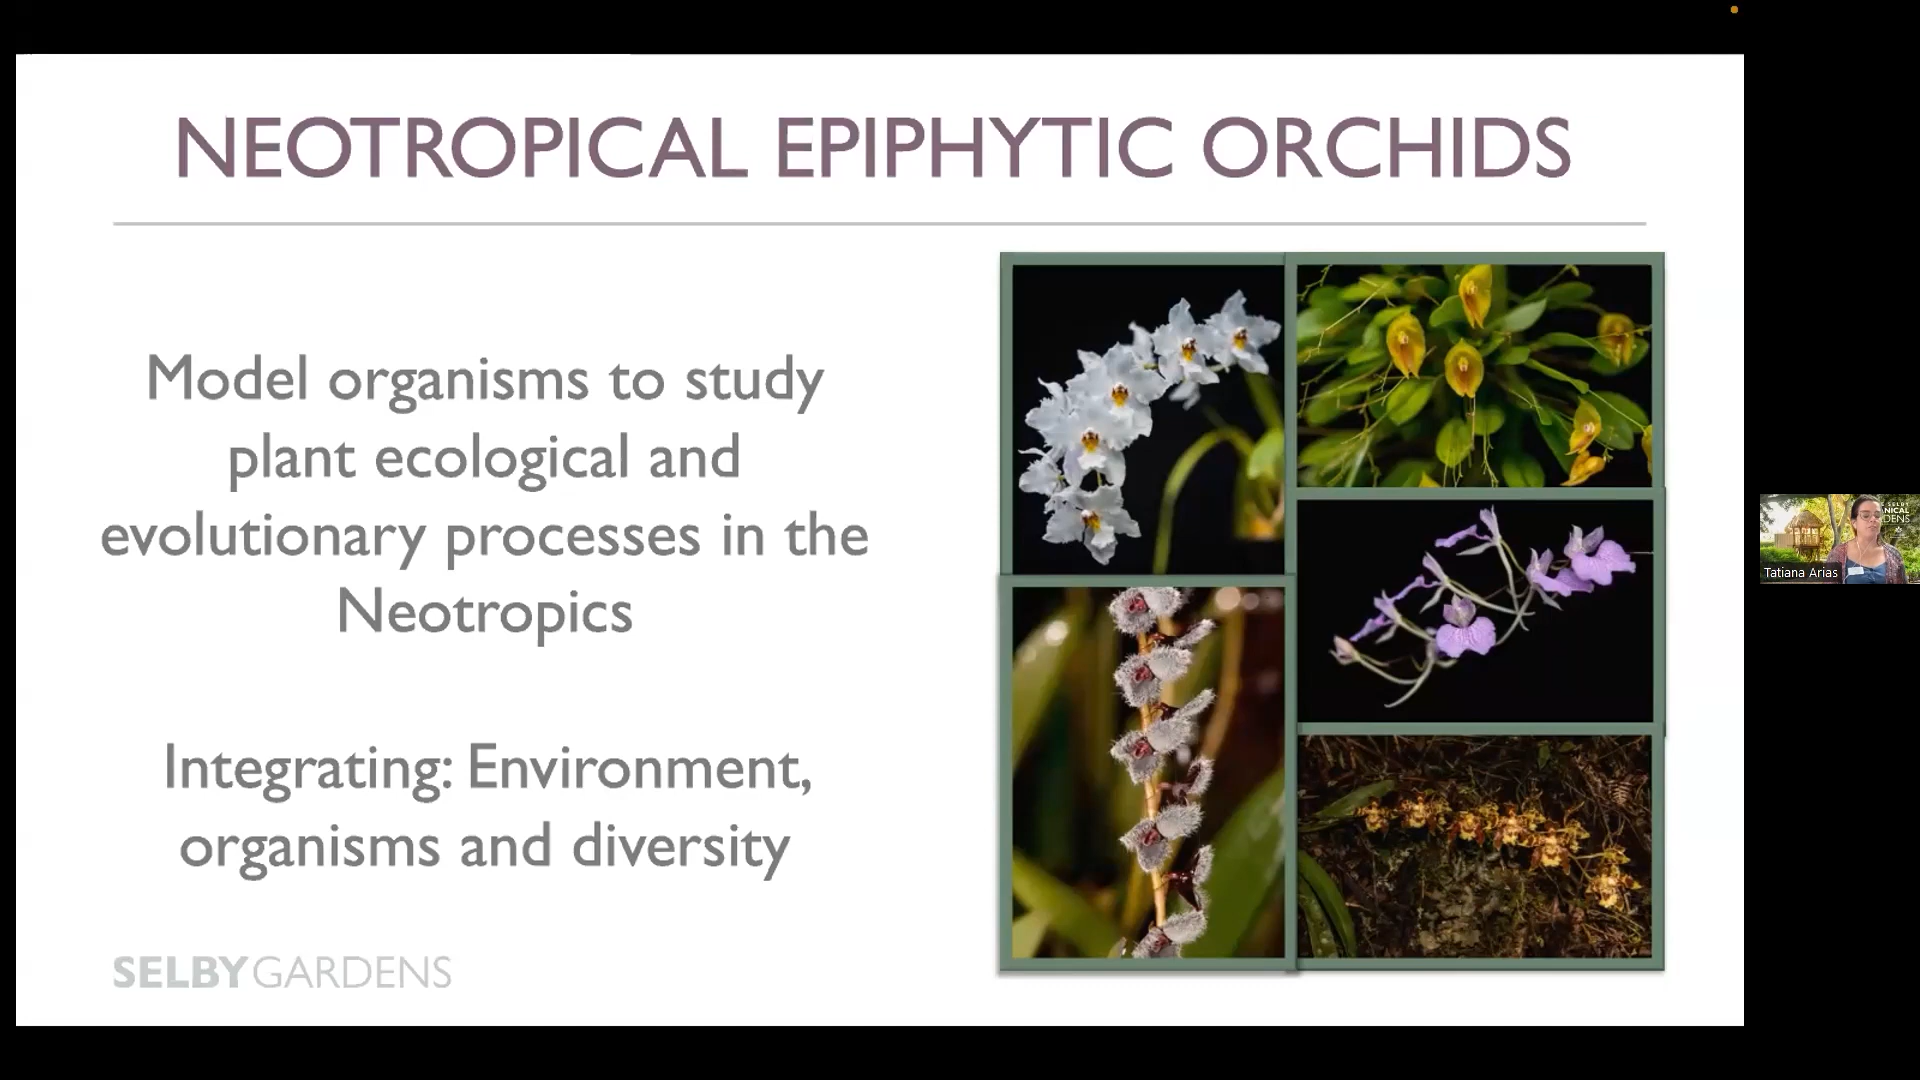 NEOTROPICAL EPIPHYTIC ORCHIDS
Model organisms to study
plant ecological and
evolutionary processes in the
Neotropics
Integrating: Environment,
organisms and diversity
SELBY GARDENS
Tatiana Arias